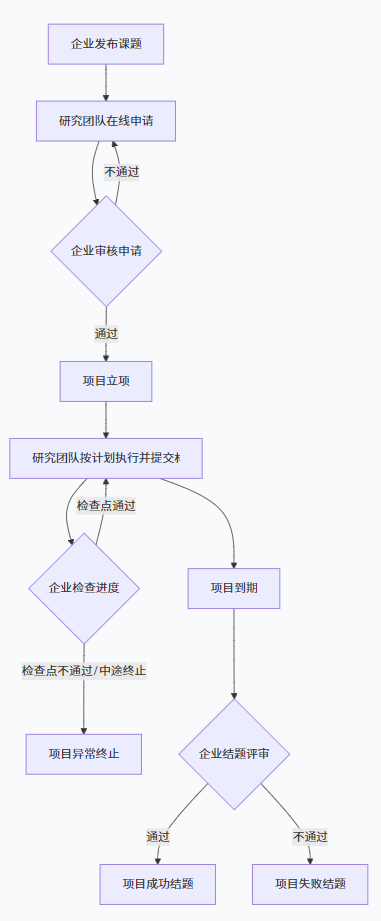 企业发布课题
研究团队在线申请
不通过
企业审核申请
通过
项目立项
研究团队按计划执行并提交
检查点通过
企业检查进度
项目到期
检查点不通过/中途终止
项目异常终止
企业结题评审
通过
不通过
项目成功结题
项目失败结题